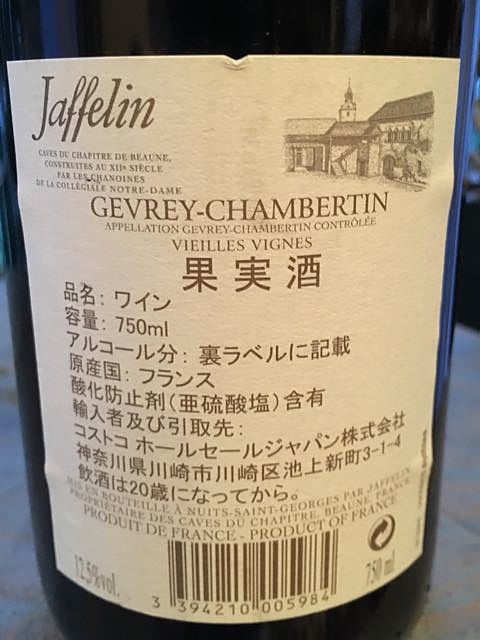 Jaffelin
CAVES DU CHAPITRE DE BEAUNE,
CONSTRUITES AU XIIe SIÈCLE
PAR LES CHANOINES
DE LA COLLÉGIALE NOTRE-DAME
GEVREY-CHAMBERTIN
APPELLATION GEVREY-CHAMBERTIN CONTRÔLÉE
VIEILLES VIGNES
果実酒
品名: ワイン
容量: 750ml
アルコール分: 裏ラベルに記載
原産国: フランス
酸化防止剤(亜硫酸塩)含有
輸入者及び引取先:
コストコ ホールセールジャパン株式会社
神奈川県川崎市川崎区池上新町3-1-4
飲酒は20歳になってから。
MIS EN BOUTEILLE À NUITS-SAINT-GEORGES PAR JAFFELIN
PROPRIÉTAIRE DES CAVES DU CHAPITRE, BEAUNE, FRANCE
PRODUIT DE FRANCE - PRODUCT OF FRANCE
12,5%vol.
750 ml
3 394210 005984